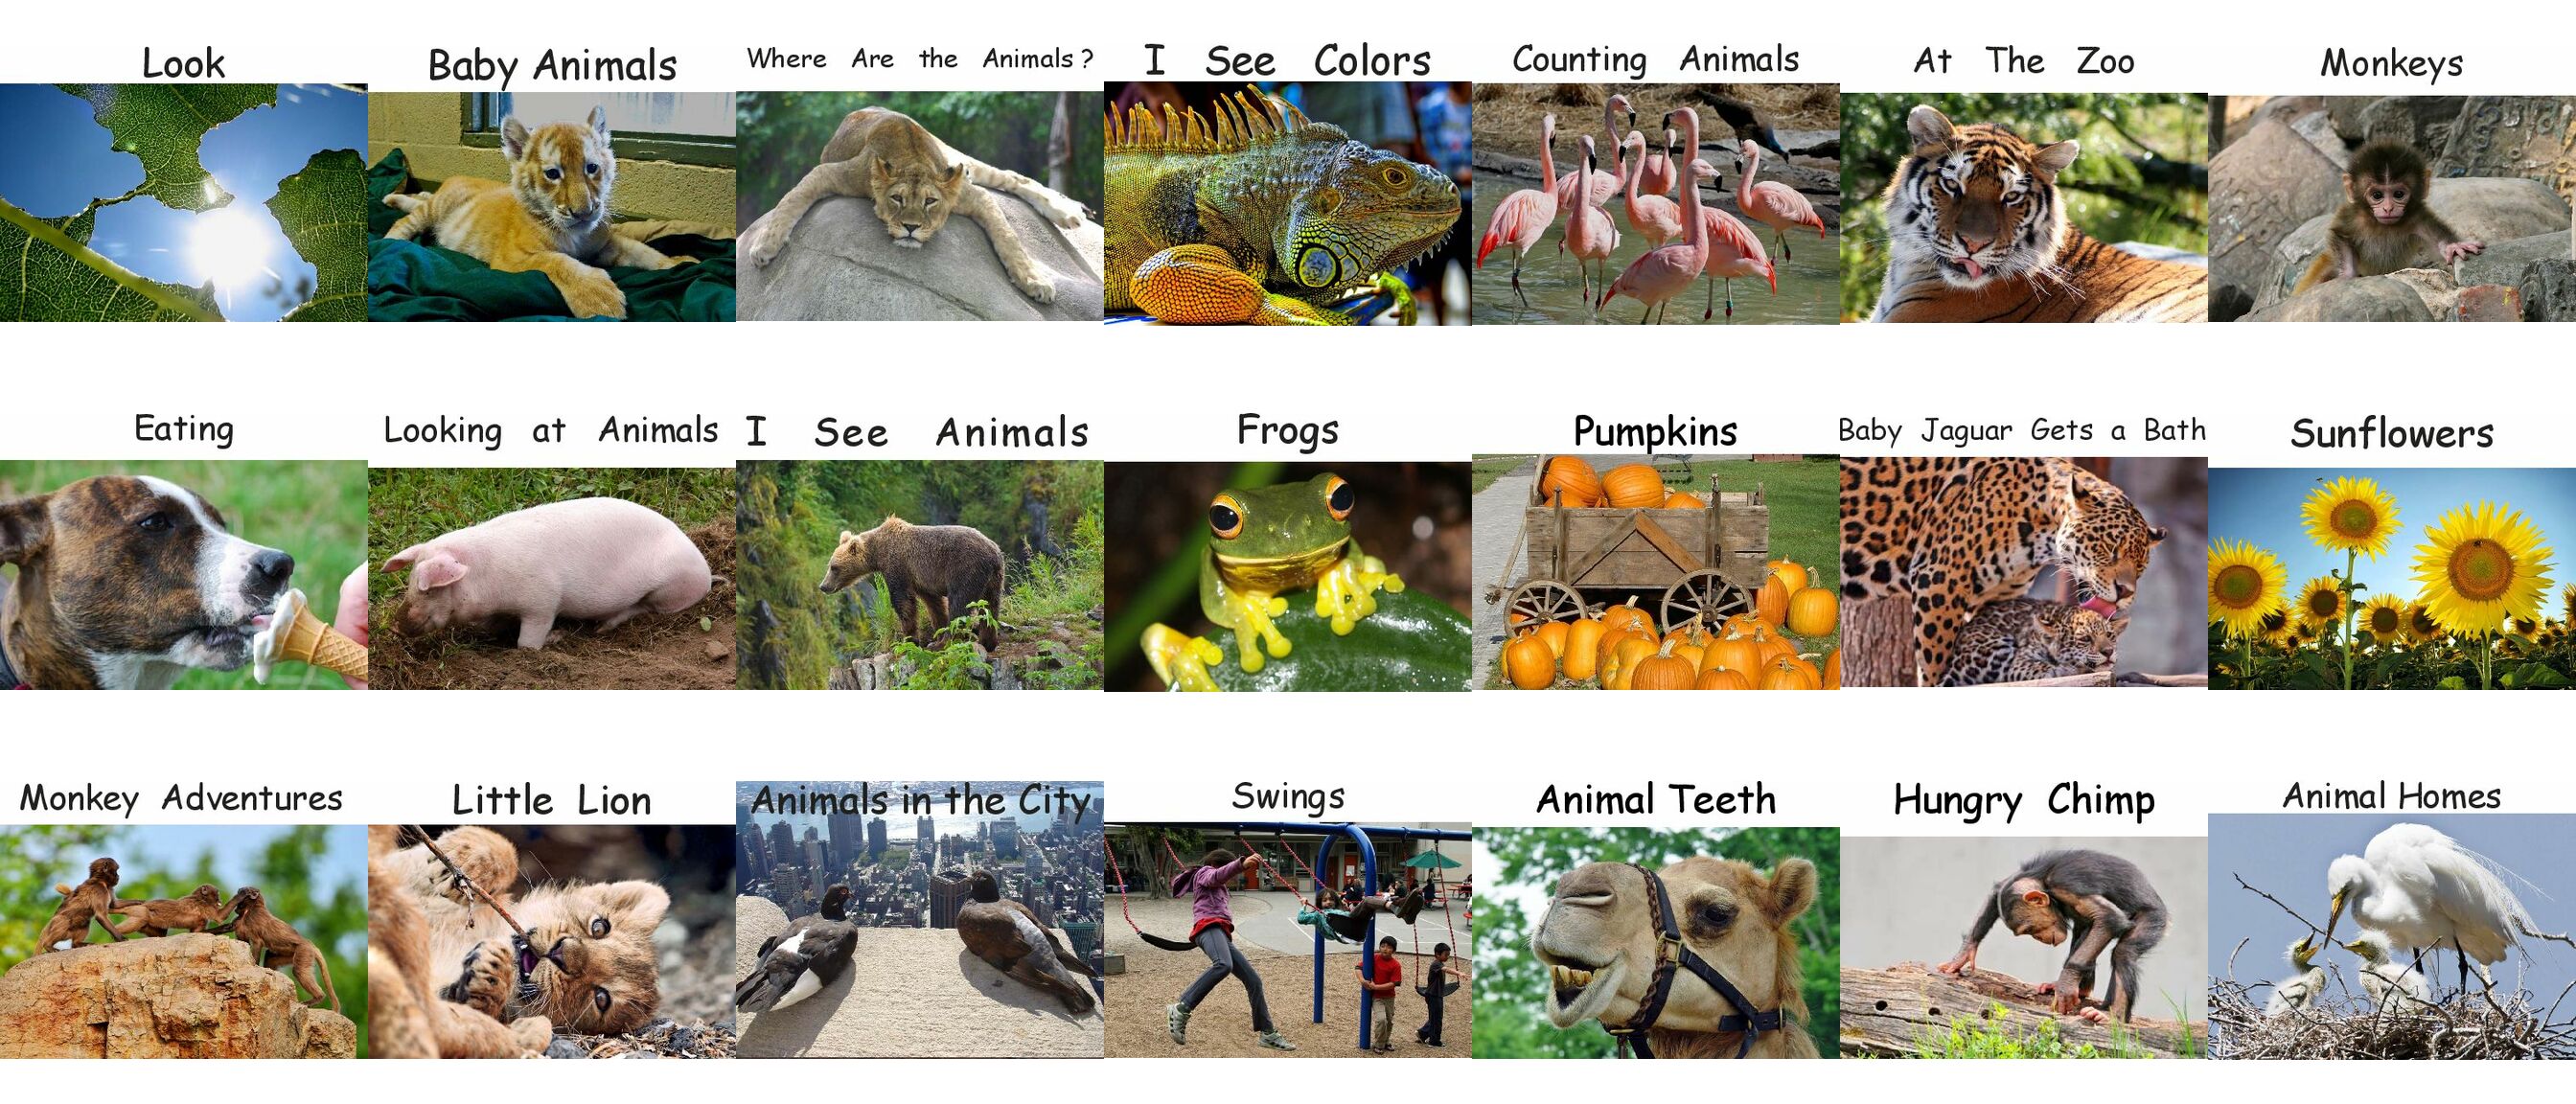 Look
Baby Animals
Where Are the Animals ?
I See Colors
Counting Animals
At The Zoo
Monkeys
Eating
Looking at Animals
I See Animals
Frogs
Pumpkins
Baby Jaguar Gets a Bath
Sunflowers
Monkey Adventures
Little Lion
Animals in the City
Swings
Animal Teeth
Hungry Chimp
Animal Homes